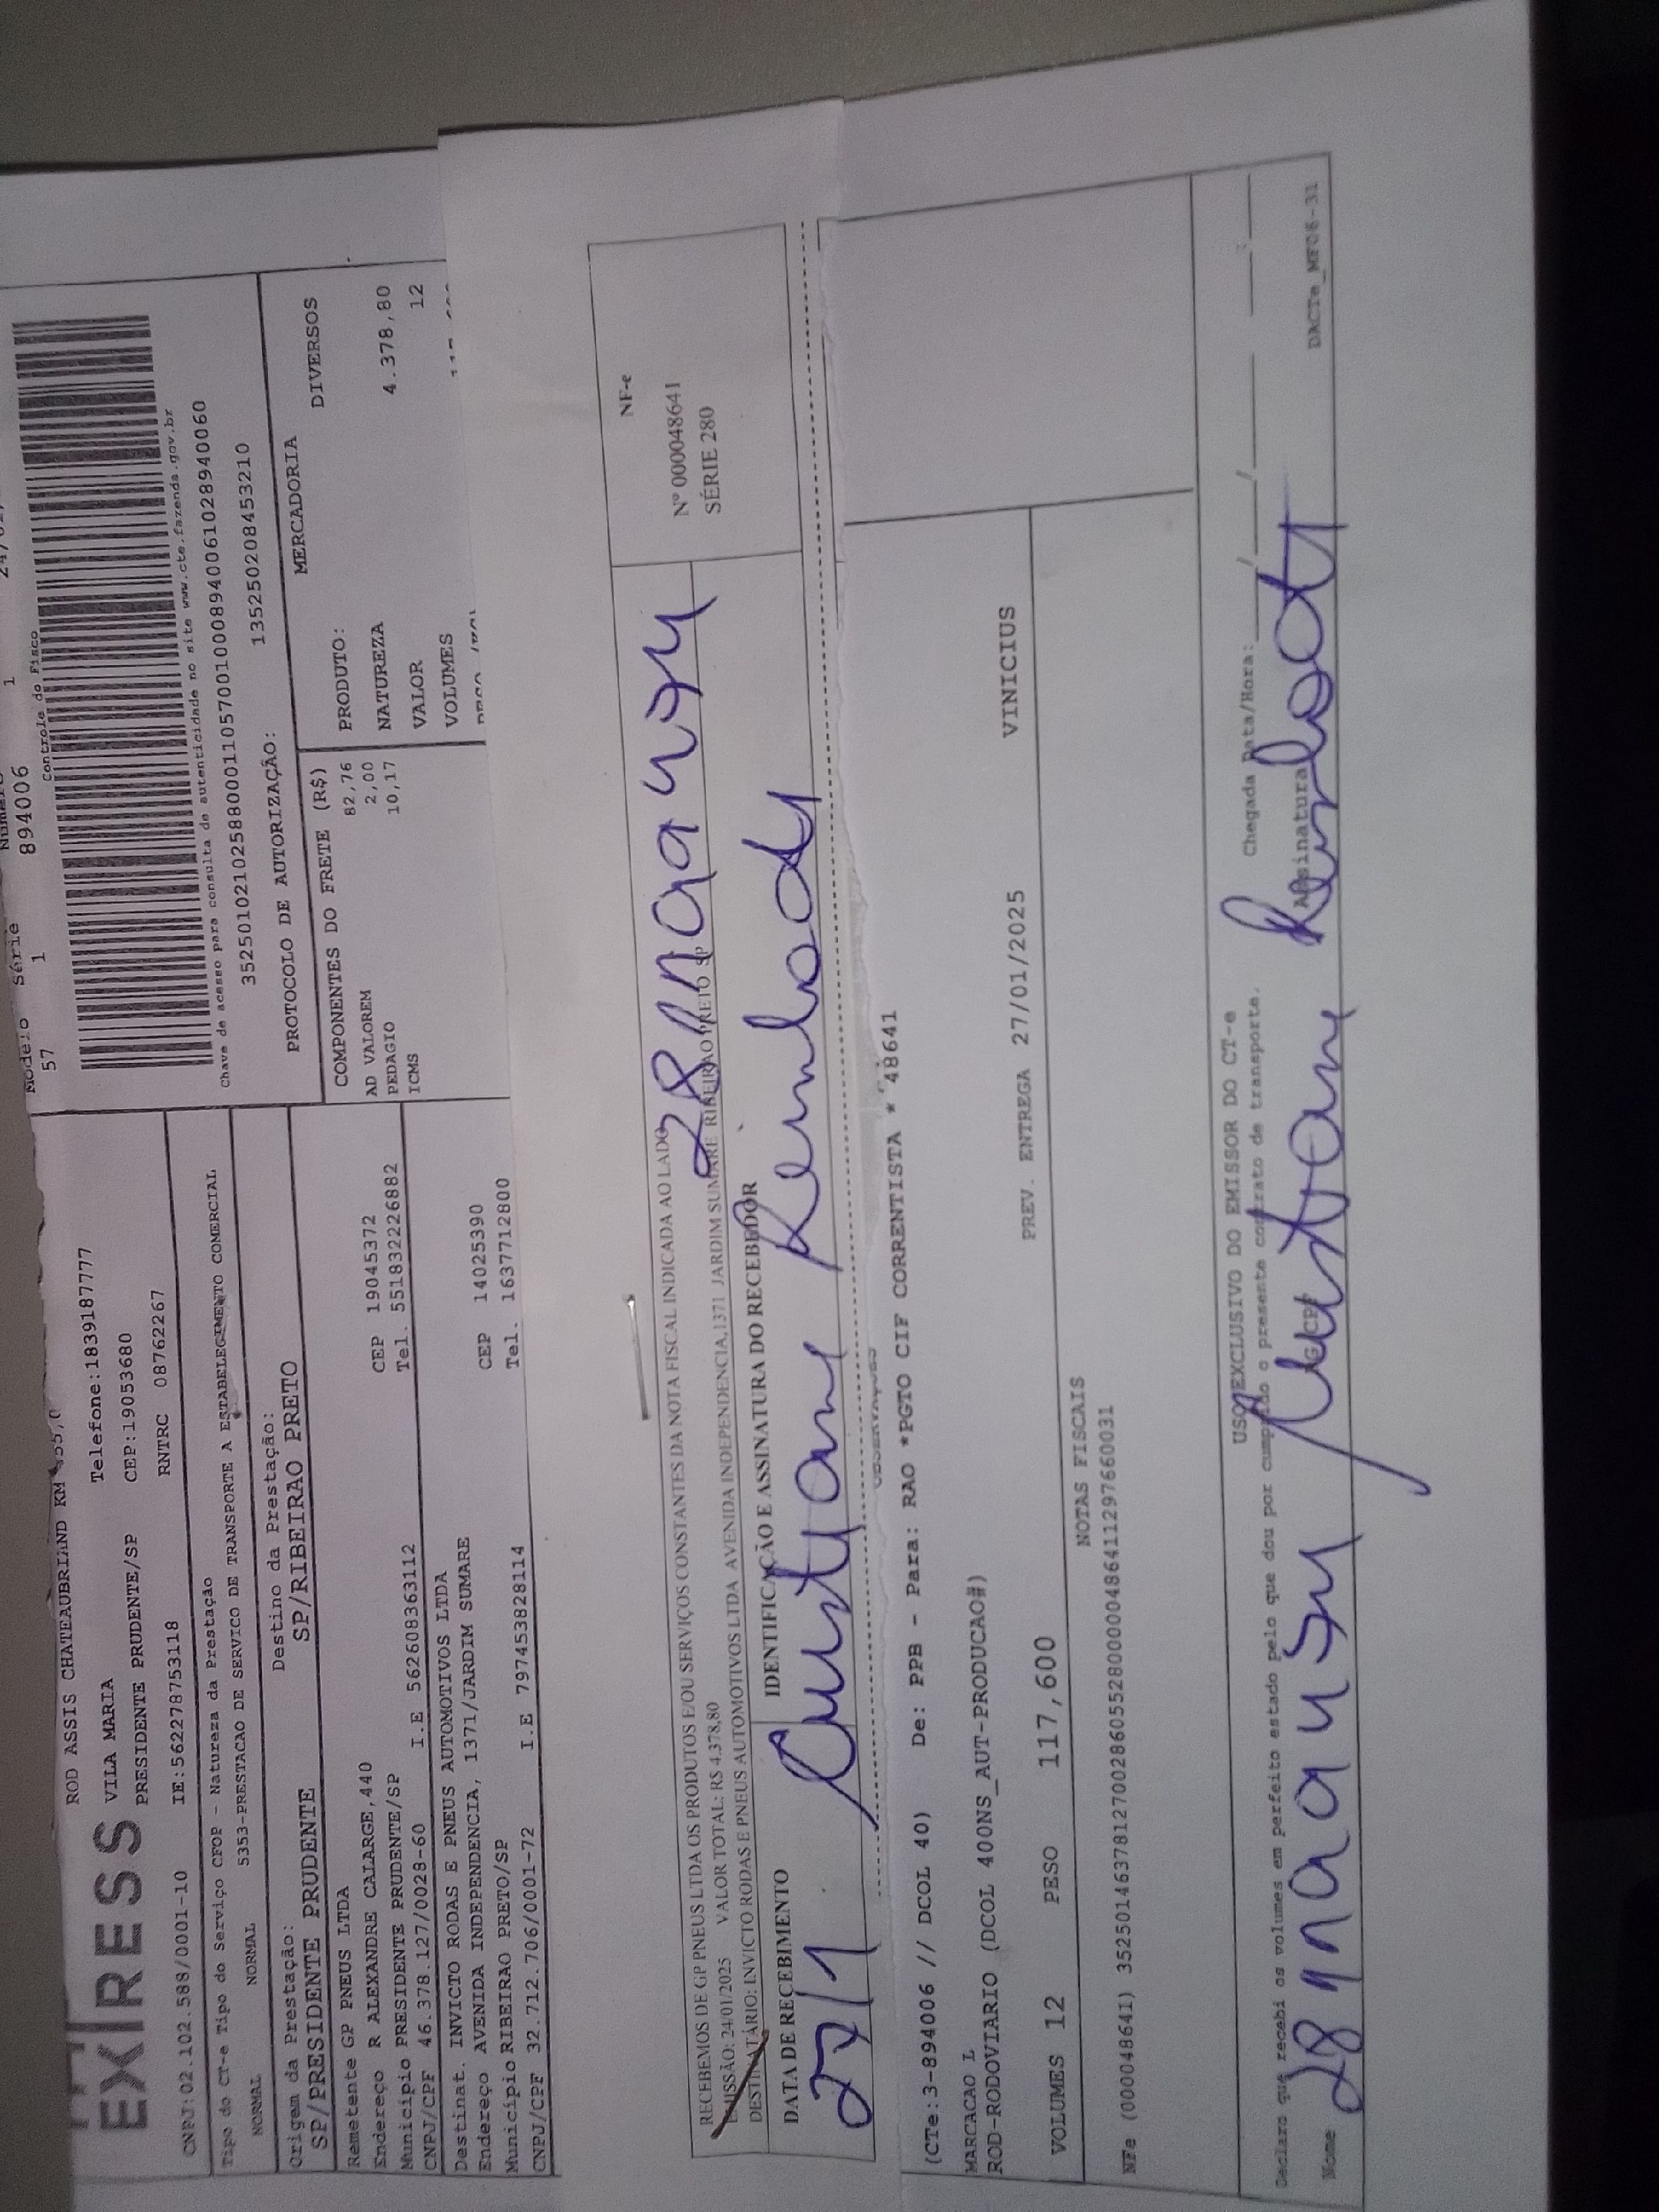 EXPRESS
ROD ASSIS CHATEAUBRIAND KM
VILA MARIA Telefone:1839187777
PRESIDENTE PRUDENTE/SP CEP:19053680
CNPJ:02.102.588/0001-10 IE:562278753118 RNTRC 08762267
Modelo Série Número
57 1 894006 1
Controle do Fisco
Chave de acesso para consulta de autenticidade no site www.cte.fazenda.gov.br
35250102102588000110570010008940061028940060
PROTOCOLO DE AUTORIZAÇÃO: 135250208453210
Tipo do CT-e Tipo do Serviço CFOP - Natureza da Prestação
NORMAL NORMAL 5353-PRESTACAO DE SERVICO DE TRANSPORTE A ESTABELECIMENTO COMERCIAL
Origem da Prestação: Destino da Prestação:
SP/PRESIDENTE PRUDENTE SP/RIBEIRAO PRETO
Remetente GP PNEUS LTDA
Endereço R ALEXANDRE CALARGE,440 CEP 19045372
Município PRESIDENTE PRUDENTE/SP Tel. 551832226882
CNPJ/CPF 46.378.127/0028-60 I.E 562608363112
Destinat. INVICTO RODAS E PNEUS AUTOMOTIVOS LTDA
Endereço AVENIDA INDEPENDENCIA, 1371/JARDIM SUMARE CEP 14025390
Município RIBEIRAO PRETO/SP Tel. 1637712800
CNPJ/CPF 32.712.706/0001-72 I.E 797453828114
COMPONENTES DO FRETE (R$)
AD VALOREM 82,76
PEDAGIO 2,00
ICMS 10,17
MERCADORIA
PRODUTO: DIVERSOS
NATUREZA
VALOR 4.378,80
VOLUMES 12
RECEBEMOS DE GP PNEUS LTDA OS PRODUTOS E/OU SERVIÇOS CONSTANTES DA NOTA FISCAL INDICADA AO LADO
EMISSÃO: 24/01/2025 VALOR TOTAL: R$ 4.378,80
DESTINATÁRIO: INVICTO RODAS E PNEUS AUTOMOTIVOS LTDA AVENIDA INDEPENDENCIA,1371 JARDIM SUMARE RIBEIRAO PRETO SP
NF-e
Nº 000048641
SÉRIE 280
DATA DE RECEBIMENTO IDENTIFICAÇÃO E ASSINATURA DO RECEBEDOR
27/1
OBSERVAÇÕES
(CTe:3-894006 // DCOL 40) De: PPB - Para: RAO *PGTO CIF CORRENTISTA * 48641
MARCACAO L
ROD-RODOVIARIO (DCOL 400NS_AUT-PRODUCAO#)
VOLUMES 12 PESO 117,600 PREV. ENTREGA 27/01/2025 VINICIUS
NOTAS FISCAIS
NFe (000048641) 35250146378127002860552800000486411297660031
USO EXCLUSIVO DO EMISSOR DO CT-e
Declaro que recebi os volumes em perfeito estado pelo que dou por cumprido o presente contrato de transporte. Chegada Data/Hora: / / :
Nome RG/CPF Assinatura
DACTe_MF06-31